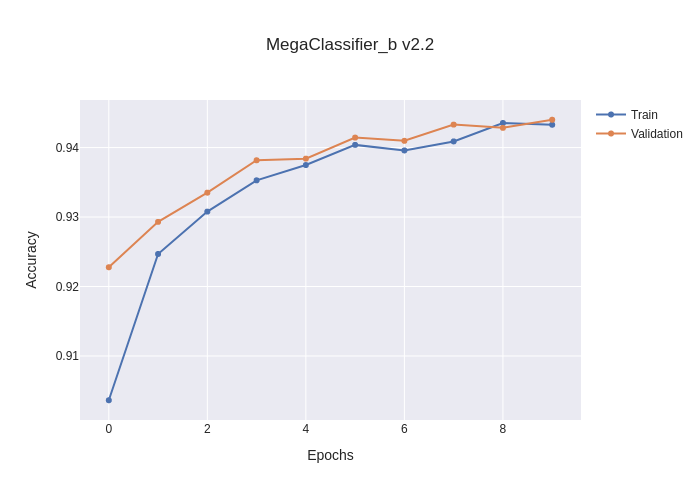 MegaClassifier_b v2.2
Train
Validation
0.94
0.93
0.92
0.91
Accuracy
0 2 4 6 8
Epochs